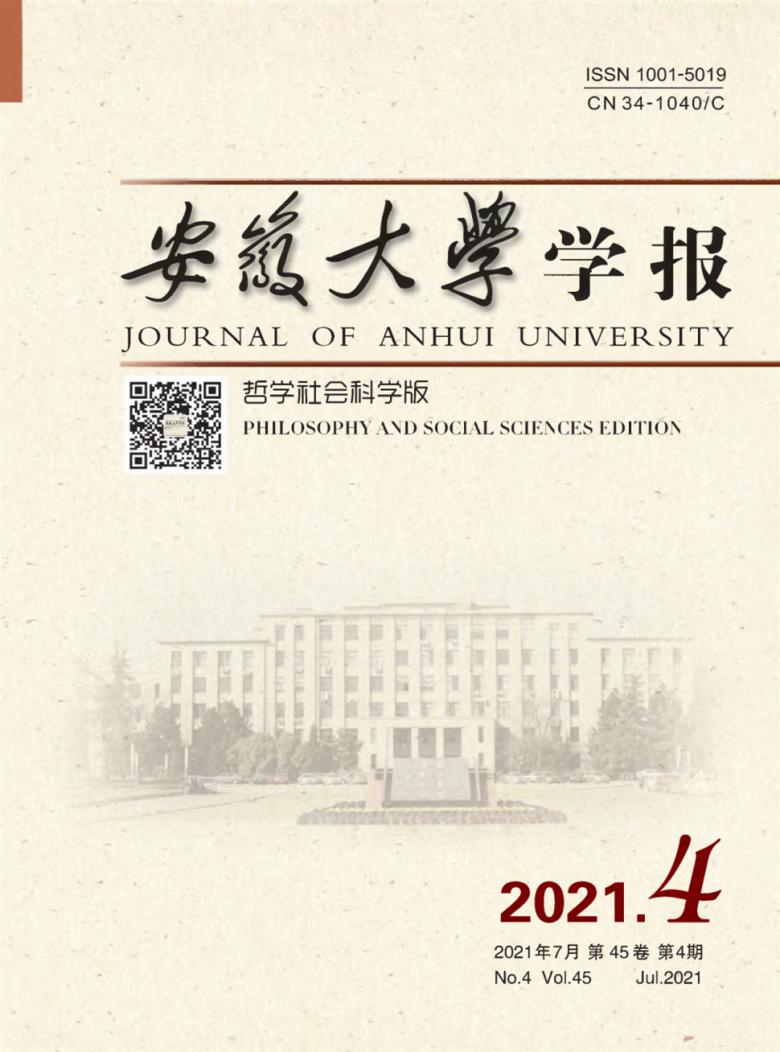 ISSN 1001-5019
CN 34-1040/C
安徽大學学报
JOURNAL OF ANHUI UNIVERSITY
哲学社会科学版
PHILOSOPHY AND SOCIAL SCIENCES EDITION
2021.4
2021年7月 第45卷 第4期
No.4 Vol.45 Jul.2021